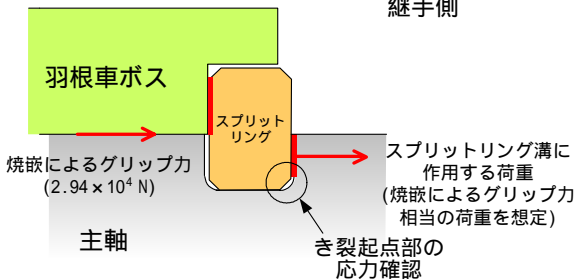 継手側
羽根車ボス
スプリット
リング
焼嵌によるグリップ力
(2.94×10⁴ N)
スプリットリング溝に
作用する荷重
(焼嵌によるグリップ力
相当の荷重を想定)
主軸
き裂起点部の
応力確認